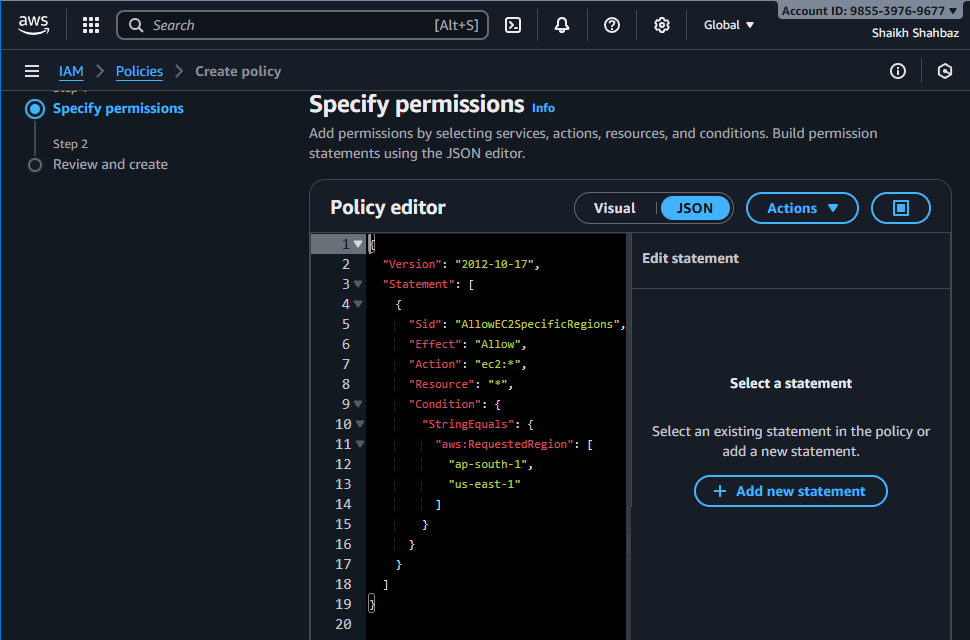 aws Search [Alt+S] Global Account ID: 9855-3976-9677
Shaikh Shahbaz
IAM Policies Create policy
Step 1
Specify permissions
Step 2
Review and create
Specify permissions Info
Add permissions by selecting services, actions, resources, and conditions. Build permission
statements using the JSON editor.
Policy editor Visual JSON Actions
1 {
2 "Version": "2012-10-17",
3 "Statement": [
4 {
5 "Sid": "AllowEC2SpecificRegions",
6 "Effect": "Allow",
7 "Action": "ec2:*",
8 "Resource": "*",
9 "Condition": {
10 "StringEquals": {
11 "aws:RequestedRegion": [
12 "ap-south-1",
13 "us-east-1"
14 ]
15 }
16 }
17 }
18 ]
19 }
20
Edit statement
Select a statement
Select an existing statement in the policy or
add a new statement.
+ Add new statement